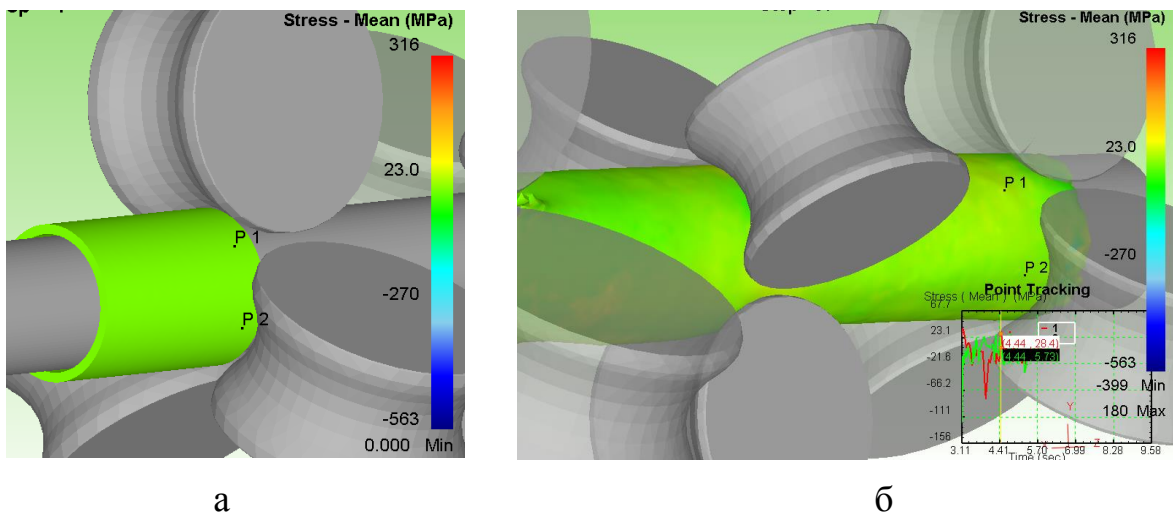 Stress - Mean (MPa)
316
23.0
-270
-563
0.000 Min
P 1
P 2
Stress - Mean (MPa)
316
23.0
-270
-563
-399 Min
180 Max
P 1
P 2
Point Tracking
Stress ( Mean ) (MPa)
67.7
23.1
-21.6
-66.2
-111
-156
1
(4.44 , 28.4)
(4.44 , 5.73)
Y
Z
3.11 4.41 5.70 6.99 8.28 9.58
Time (sec)
а
б